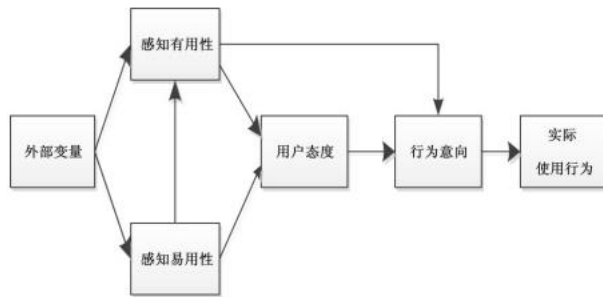 感知有用性
外部变量
用户态度
行为意向
实际
使用行为
感知易用性